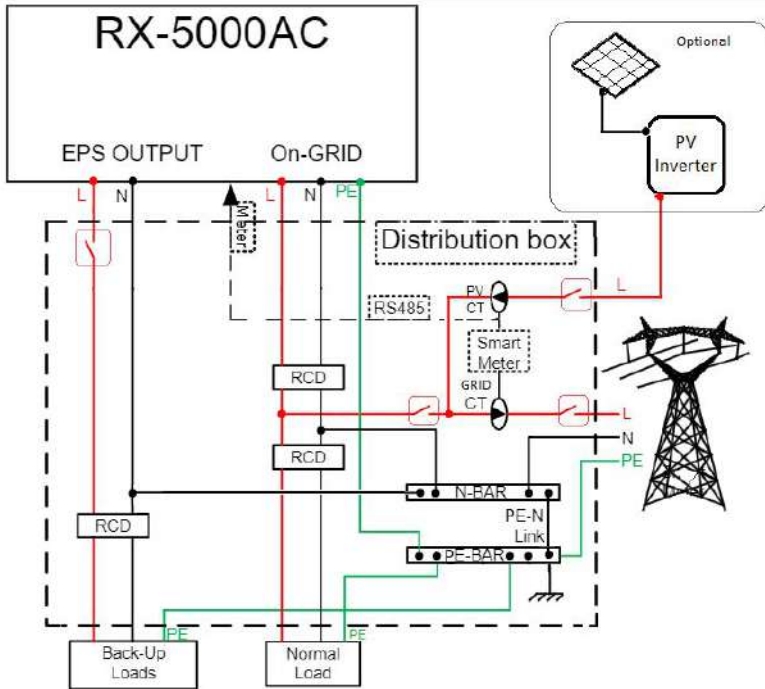 RX-5000AC
Optional
PV
Inverter
EPS OUTPUT
On-GRID
L
N
Meter
L
N
PE
Distribution box
L
RS485
PV
CT
Smart
Meter
GRID
CT
RCD
L
N
PE
RCD
N-BAR
PE-N
Link
RCD
PE-BAR
PE
PE
Back-Up
Loads
Normal
Load